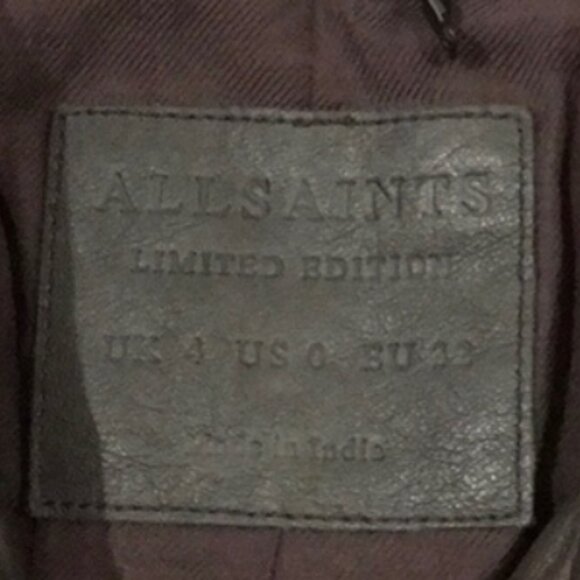 ALLSAINTS
LIMITED EDITION
UK 4 US 0 EU 32
Made in India